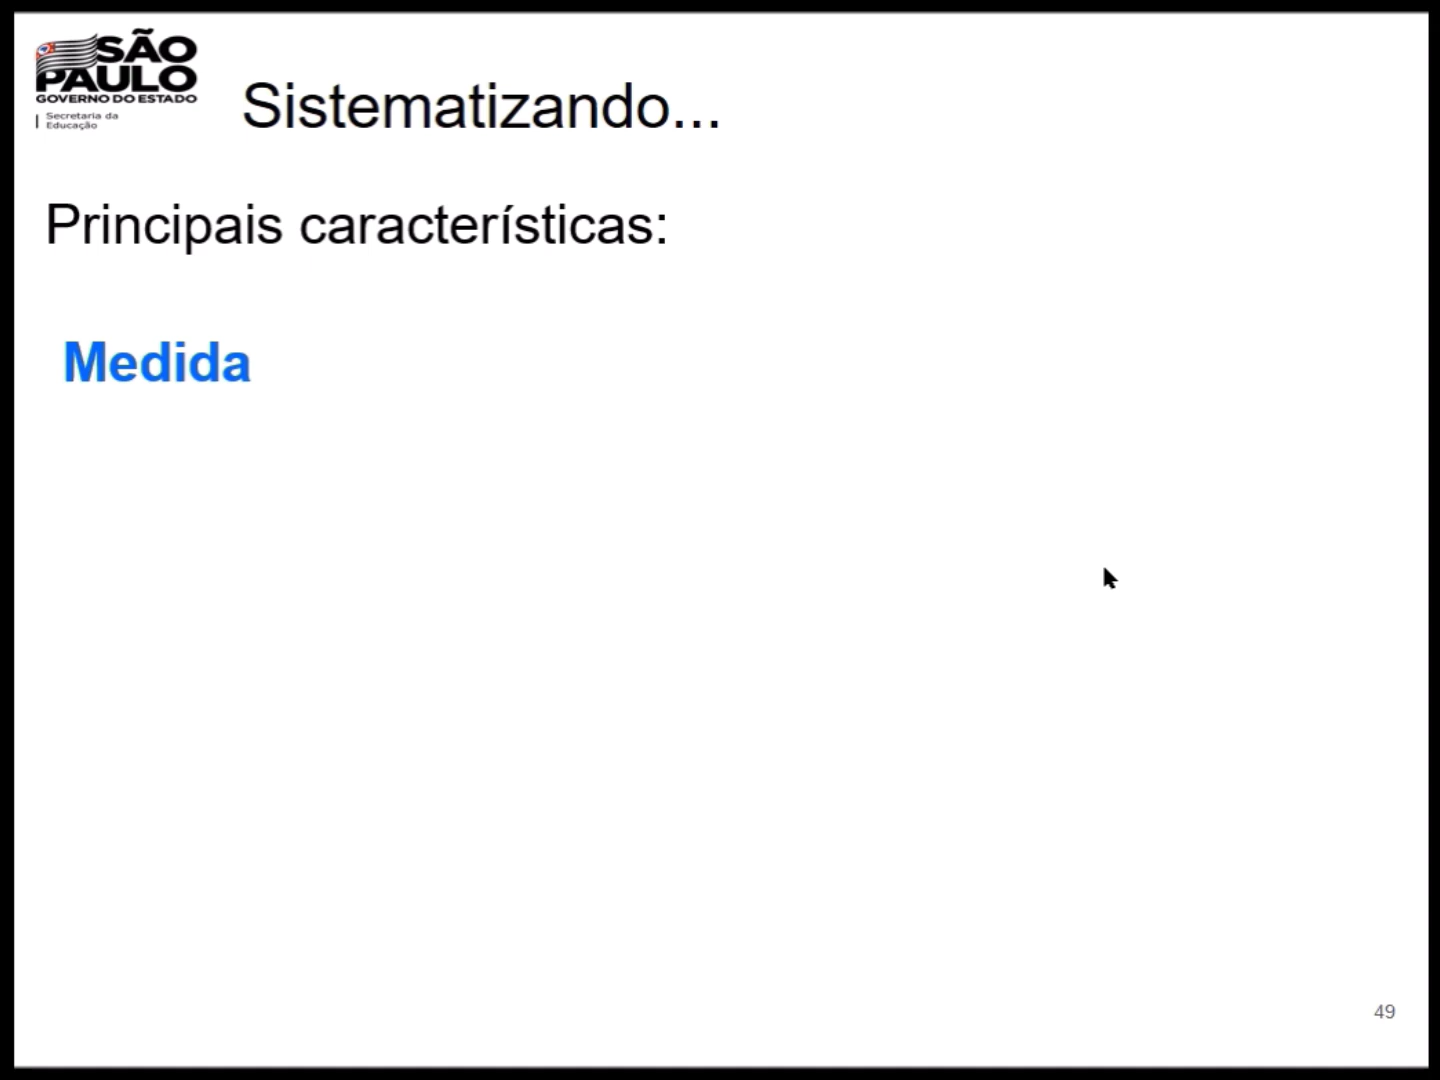 SÃO
PAULO
GOVERNO DO ESTADO
Secretaria da
Educação
Sistematizando...
Principais características:
Medida
49